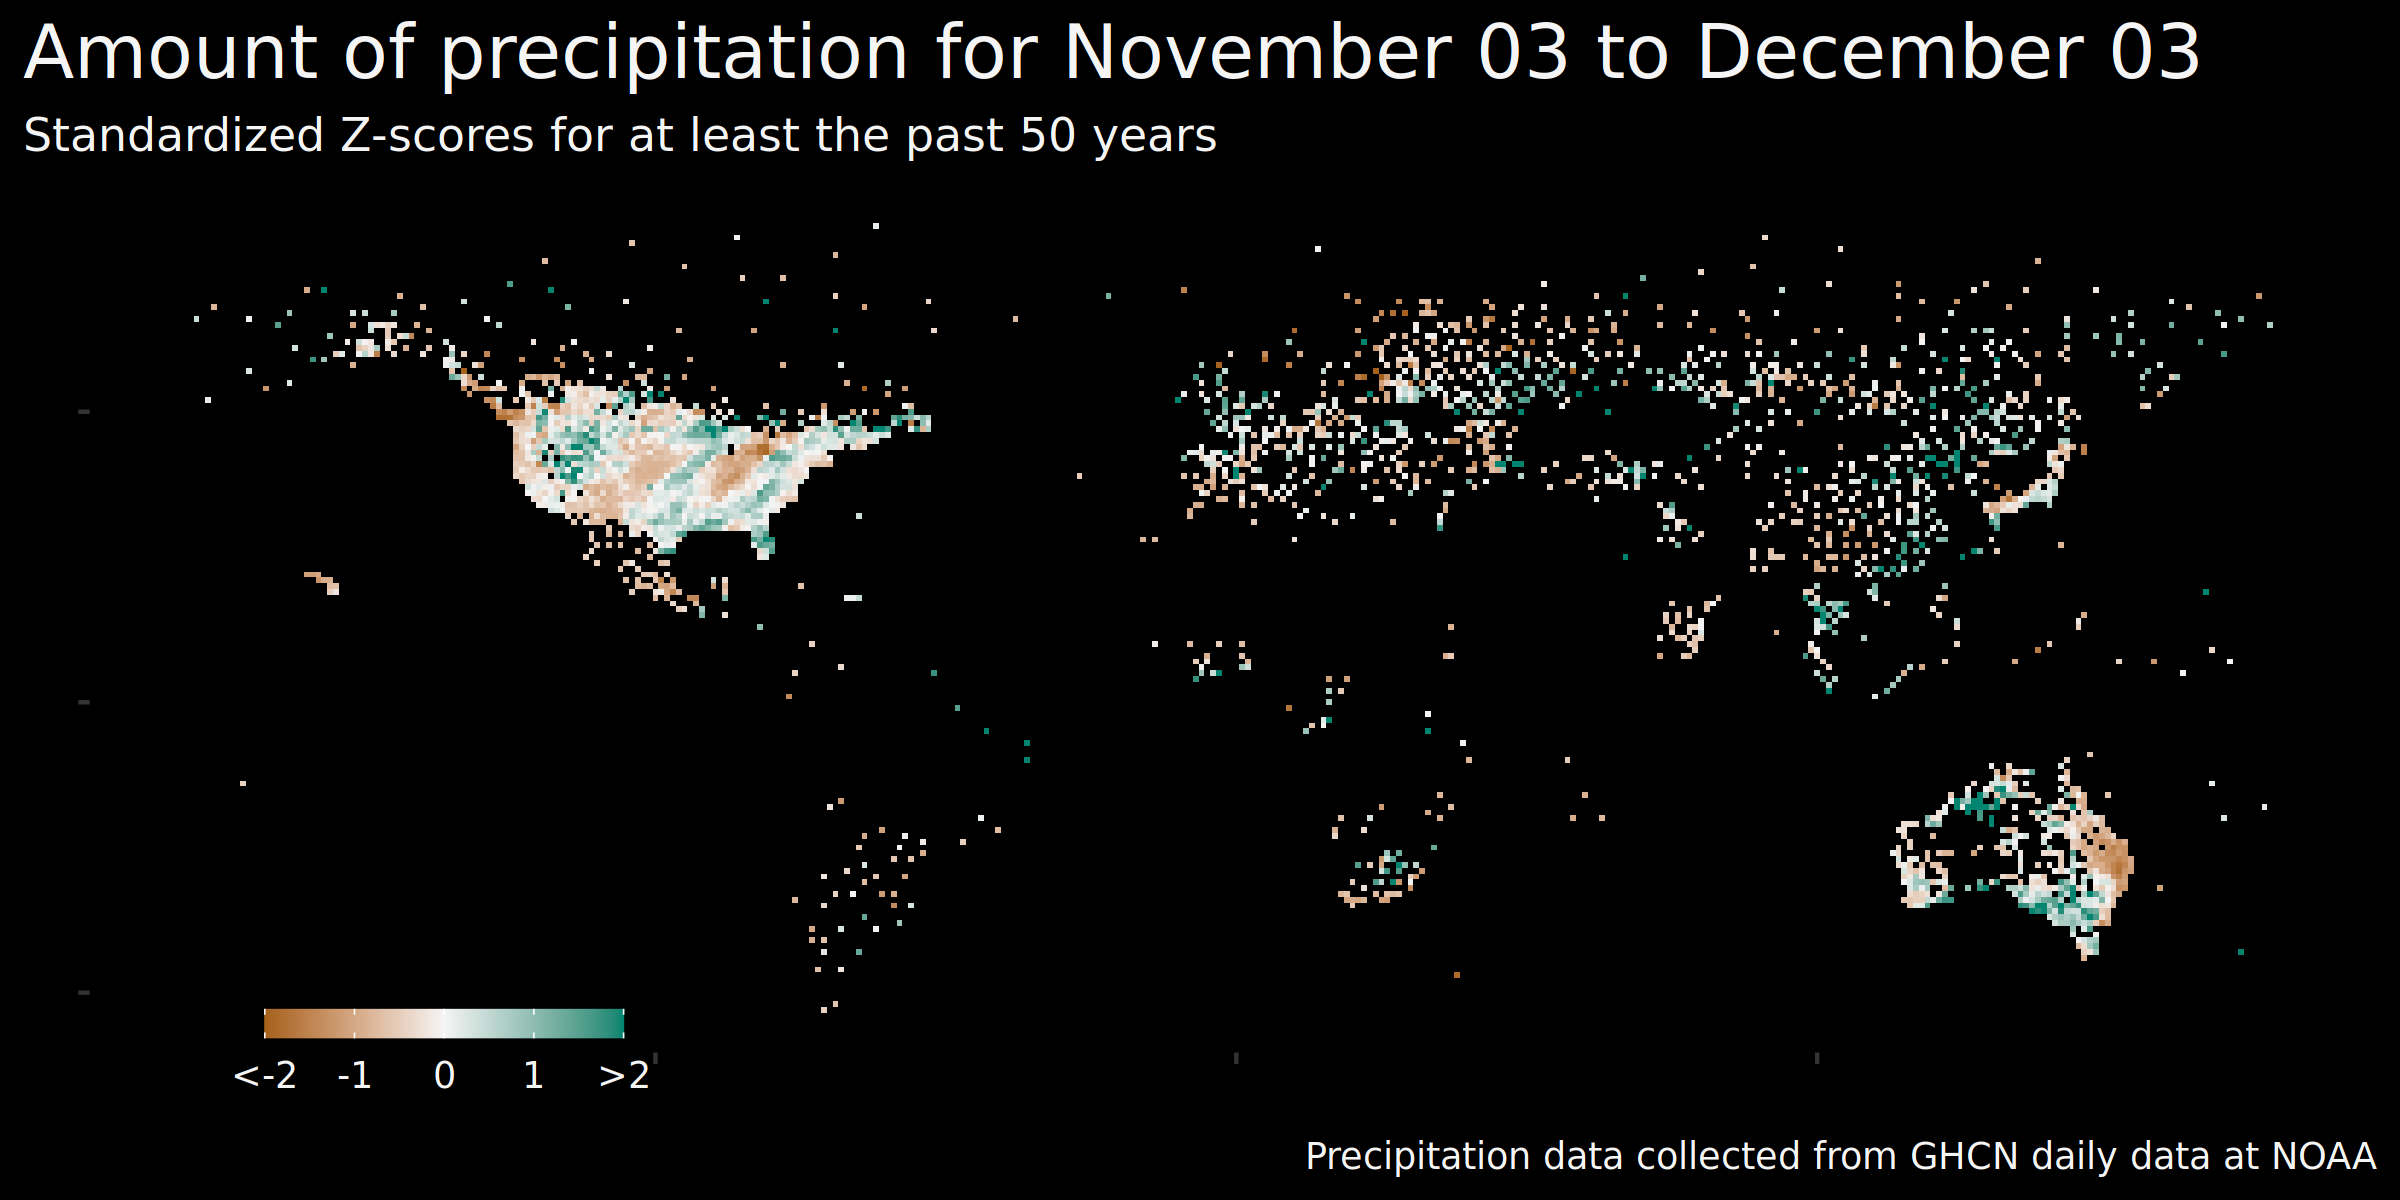 Amount of precipitation for November 03 to December 03
Standardized Z-scores for at least the past 50 years
<-2 -1 0 1 >2
Precipitation data collected from GHCN daily data at NOAA